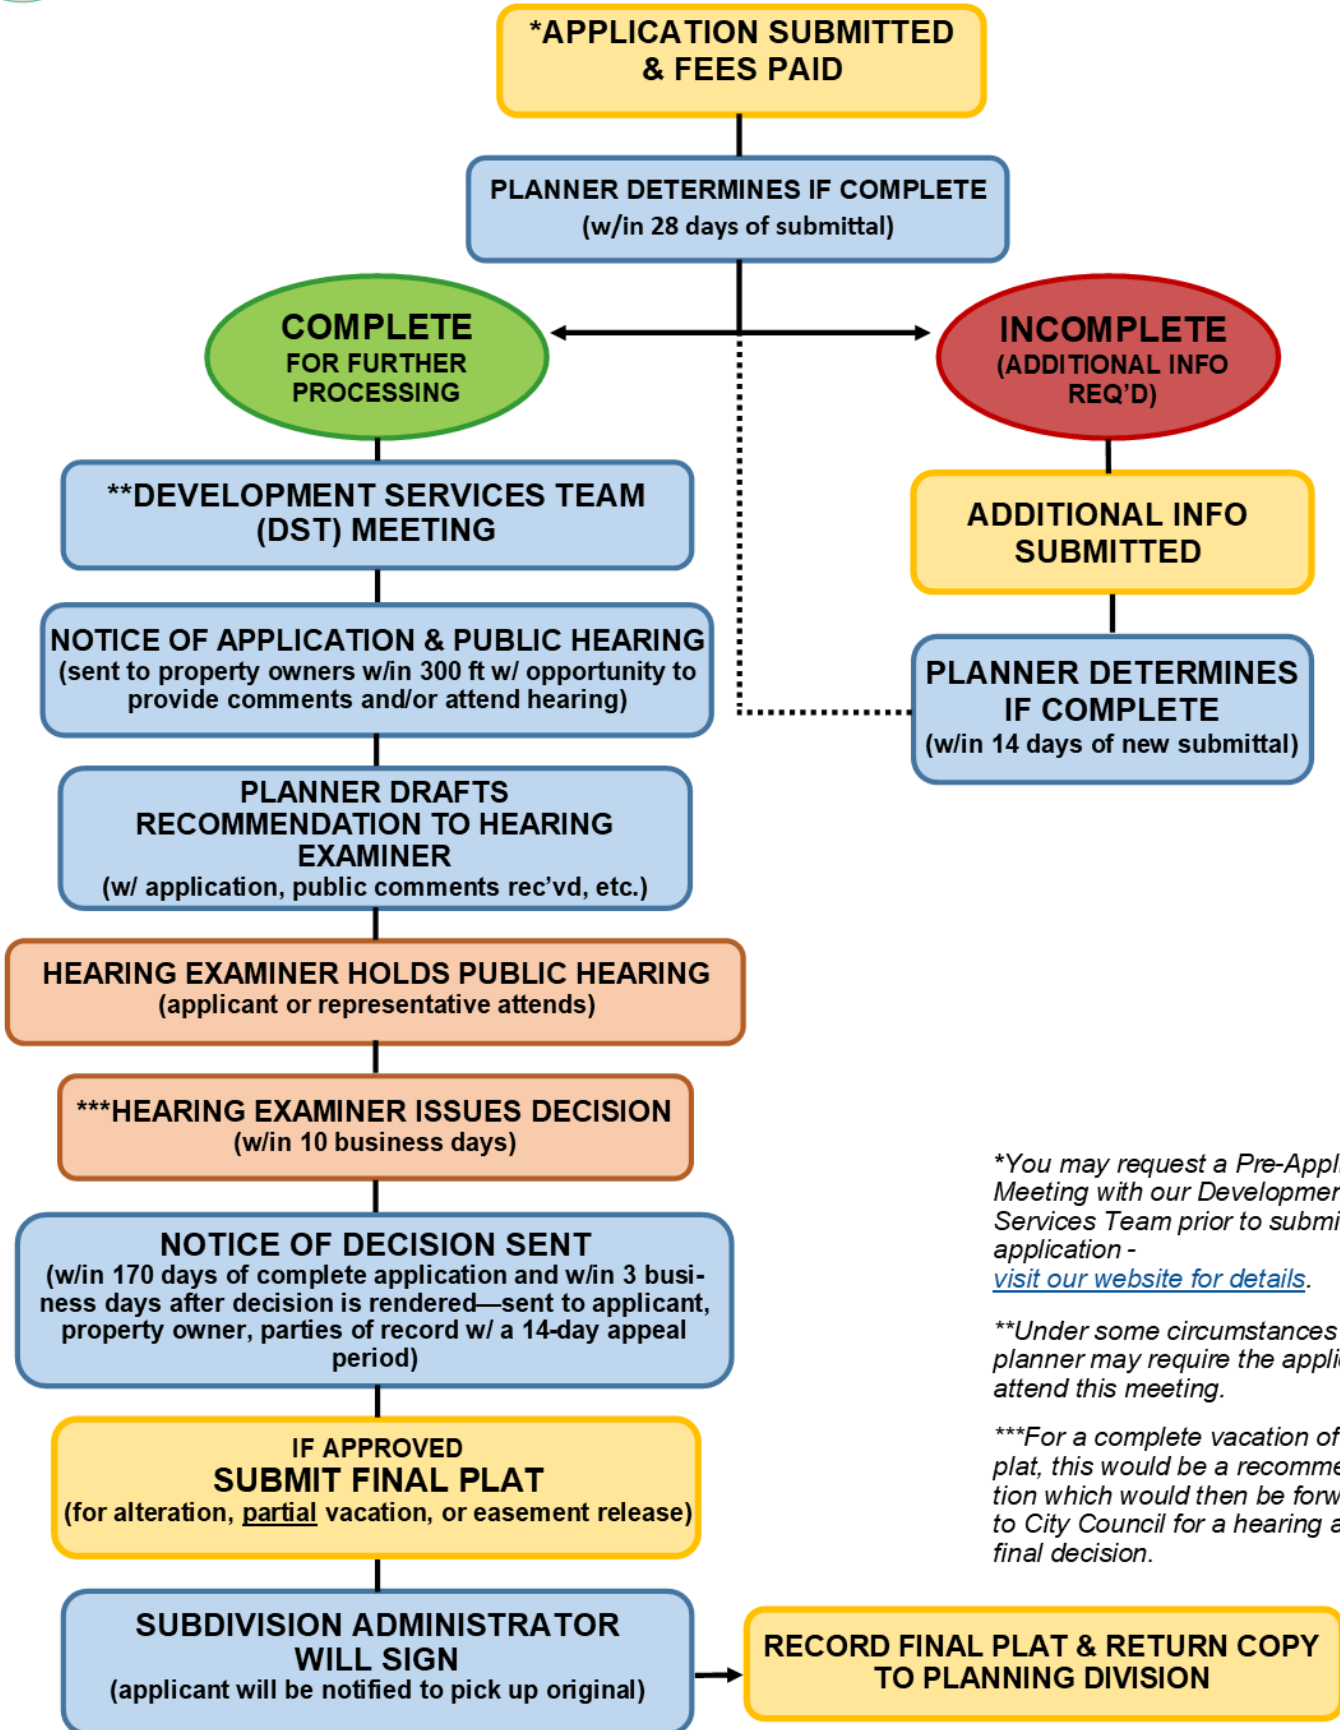 *APPLICATION SUBMITTED
& FEES PAID
PLANNER DETERMINES IF COMPLETE
(w/in 28 days of submittal)
COMPLETE
FOR FURTHER
PROCESSING
INCOMPLETE
(ADDITIONAL INFO
REQ’D)
**DEVELOPMENT SERVICES TEAM
(DST) MEETING
ADDITIONAL INFO
SUBMITTED
NOTICE OF APPLICATION & PUBLIC HEARING
(sent to property owners w/in 300 ft w/ opportunity to
provide comments and/or attend hearing)
PLANNER DETERMINES
IF COMPLETE
(w/in 14 days of new submittal)
PLANNER DRAFTS
RECOMMENDATION TO HEARING
EXAMINER
(w/ application, public comments rec’vd, etc.)
HEARING EXAMINER HOLDS PUBLIC HEARING
(applicant or representative attends)
***HEARING EXAMINER ISSUES DECISION
(w/in 10 business days)
NOTICE OF DECISION SENT
(w/in 170 days of complete application and w/in 3 busi-
ness days after decision is rendered—sent to applicant,
property owner, parties of record w/ a 14-day appeal
period)
IF APPROVED
SUBMIT FINAL PLAT
(for alteration, partial vacation, or easement release)
SUBDIVISION ADMINISTRATOR
WILL SIGN
(applicant will be notified to pick up original)
RECORD FINAL PLAT & RETURN COPY
TO PLANNING DIVISION
*You may request a
Meeting with our
Services Team prior to
application -
visit our website for details.
**Under some circumstances
planner may require the
attend this meeting.
***For a complete vacation of
plat, this would be a
tion which would then be
to City Council for a hearing
final decision.